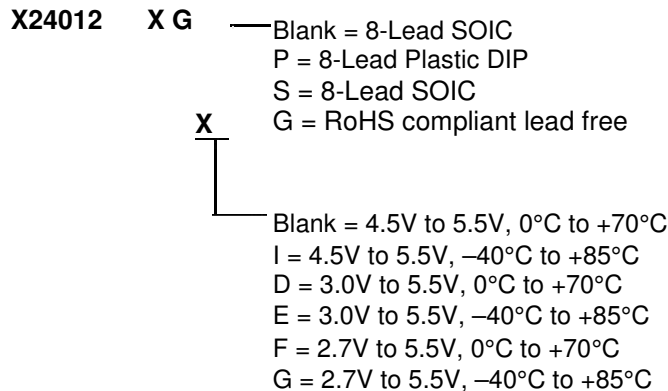 X24012 X G
Blank = 8-Lead SOIC
P = 8-Lead Plastic DIP
S = 8-Lead SOIC
G = RoHS compliant lead free
X
Blank = 4.5V to 5.5V, 0°C to +70°C
I = 4.5V to 5.5V, –40°C to +85°C
D = 3.0V to 5.5V, 0°C to +70°C
E = 3.0V to 5.5V, –40°C to +85°C
F = 2.7V to 5.5V, 0°C to +70°C
G = 2.7V to 5.5V, –40°C to +85°C